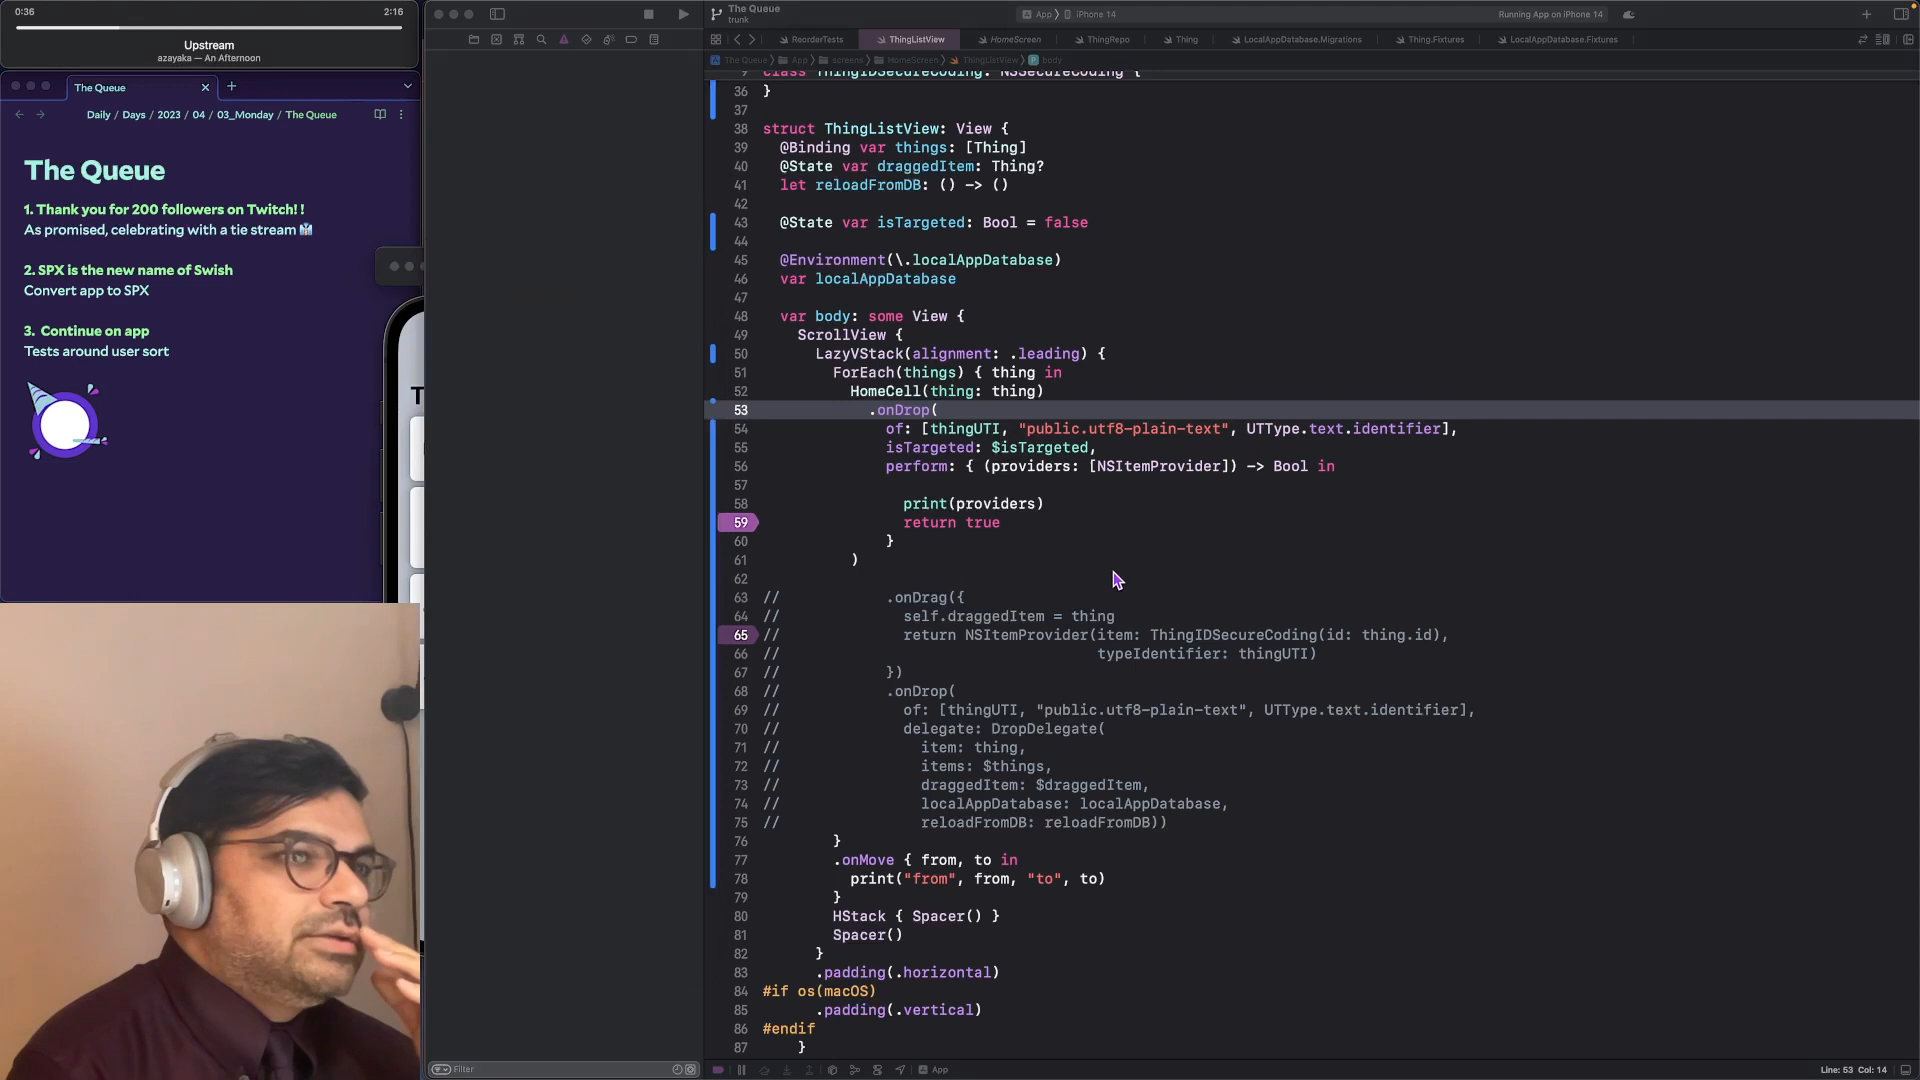 0:36
2:16
Upstream
azayaka — An Afternoon
The Queue
Daily / Days / 2023 / 04 / 03_Monday / The Queue
The Queue
1. Thank you for 200 followers on Twitch! !
As promised, celebrating with a tie stream
2. SPX is the new name of Swish
Convert app to SPX
3. Continue on app
Tests around user sort
Filter
The Queue
trunk
App
iPhone 14
Running App on iPhone 14
ReorderTests
ThingListView
HomeScreen
ThingRepo
Thing
LocalAppDatabase.Migrations
Thing.Fixtures
LocalAppDatabase.Fixtures
The Queue
App
screens
HomeScreen
ThingListView
body
9 class ThingIDSecureCoding: NSSecureCoding {
36 }
37
38 struct ThingListView: View {
39 @Binding var things: [Thing]
40 @State var draggedItem: Thing?
41 let reloadFromDB: () -> ()
42
43 @State var isTargeted: Bool = false
44
45 @Environment(\.localAppDatabase)
46 var localAppDatabase
47
48 var body: some View {
49 ScrollView {
50 LazyVStack(alignment: .leading) {
51 ForEach(things) { thing in
52 HomeCell(thing: thing)
53 .onDrop(
54 of: [thingUTI, "public.utf8-plain-text", UTType.text.identifier],
55 isTargeted: $isTargeted,
56 perform: { (providers: [NSItemProvider]) -> Bool in
57
58 print(providers)
59 return true
60 }
61 )
62
63 // .onDrag({
64 // self.draggedItem = thing
65 // return NSItemProvider(item: ThingIDSecureCoding(id: thing.id),
66 // typeIdentifier: thingUTI)
67 // })
68 // .onDrop(
69 // of: [thingUTI, "public.utf8-plain-text", UTType.text.identifier],
70 // delegate: DropDelegate(
71 // item: thing,
72 // items: $things,
73 // draggedItem: $draggedItem,
74 // localAppDatabase: localAppDatabase,
75 // reloadFromDB: reloadFromDB))
76 }
77 .onMove { from, to in
78 print("from", from, "to", to)
79 }
80 HStack { Spacer() }
81 Spacer()
82 }
83 .padding(.horizontal)
84 #if os(macOS)
85 .padding(.vertical)
86 #endif
87 }
App
Line: 53 Col: 14